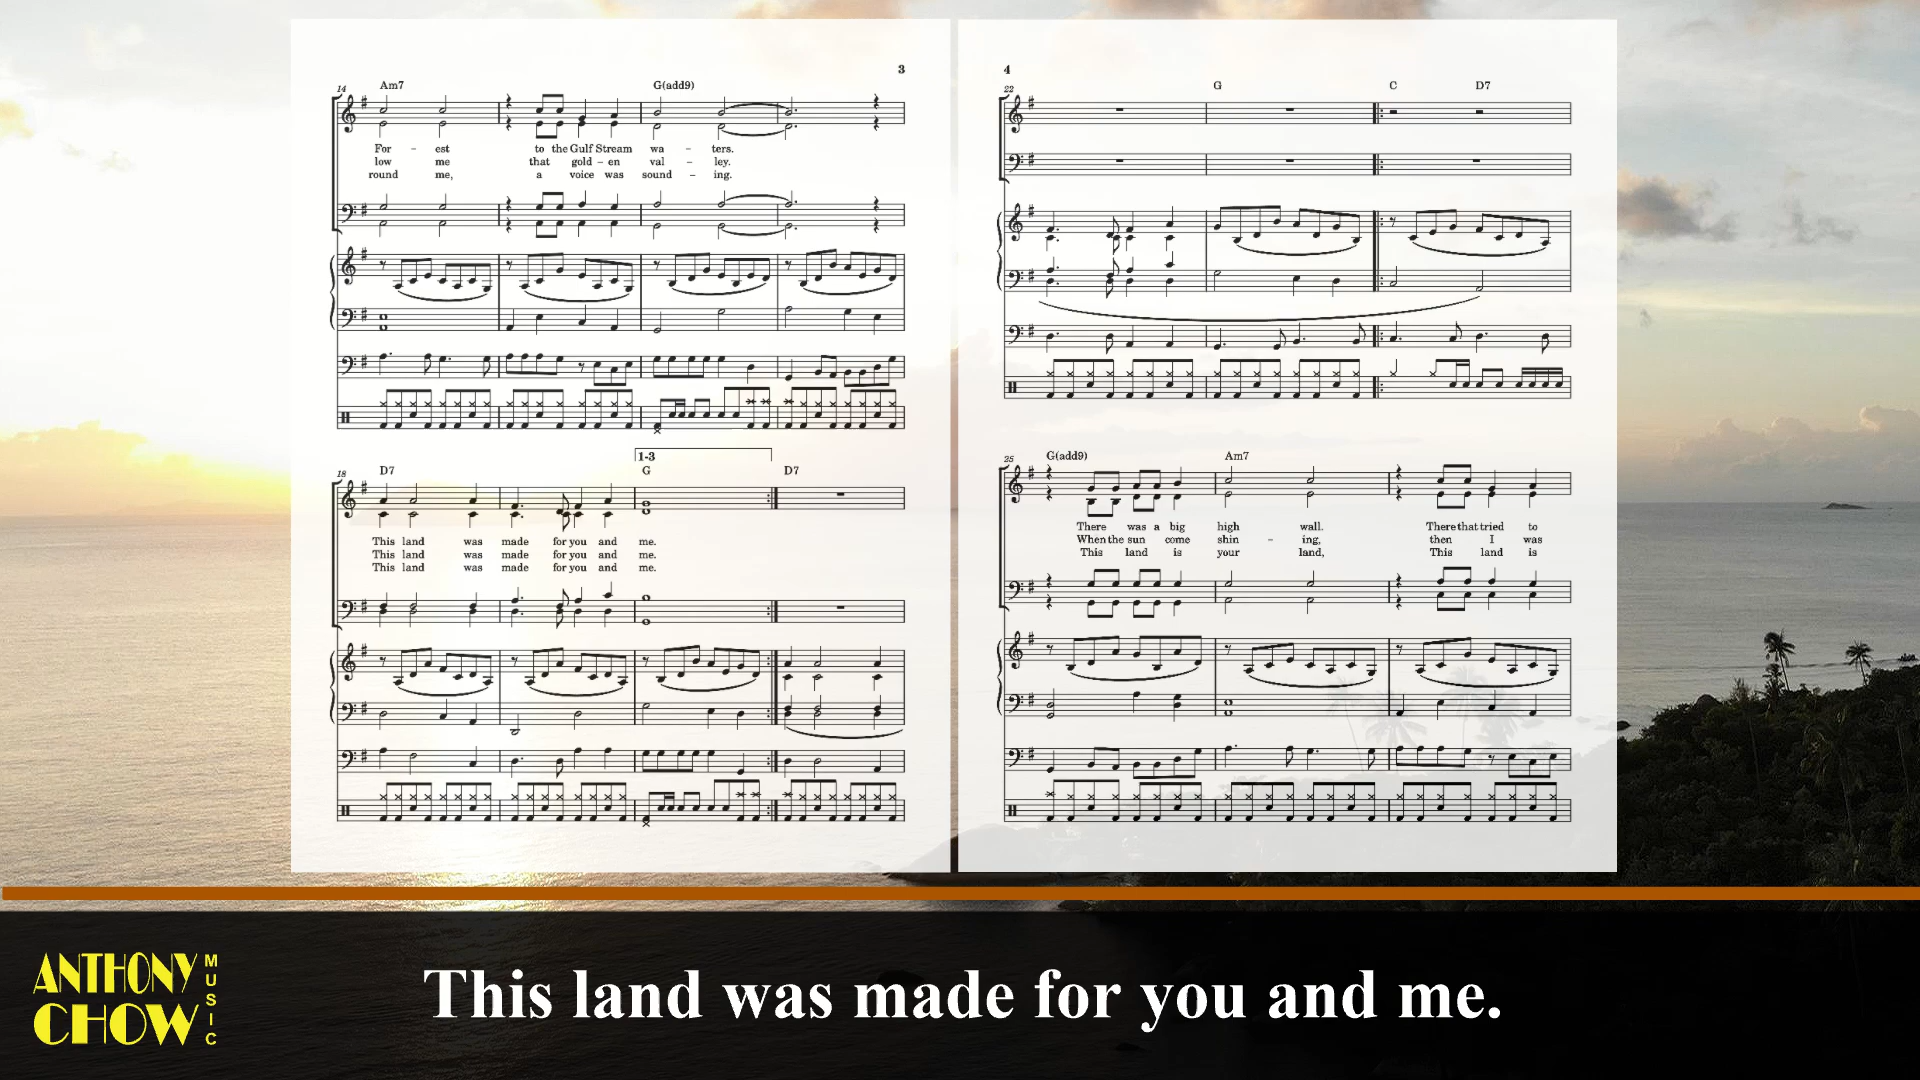 3
14 Am7 G(add9)
For - est to the Gulf Stream wa - ters.
low me that gold - en val - ley.
round me, a voice was sound - ing.
1-3
18 D7 G D7
This land was made for you and me.
This land was made for you and me.
This land was made for you and me.
4
22 G C D7
25 G(add9) Am7
There was a big high wall. There that tried to
When the sun come shin - ing, then I was
This land is your land, This land is
ANTHONY
CHOW
MUSIC
This land was made for you and me.